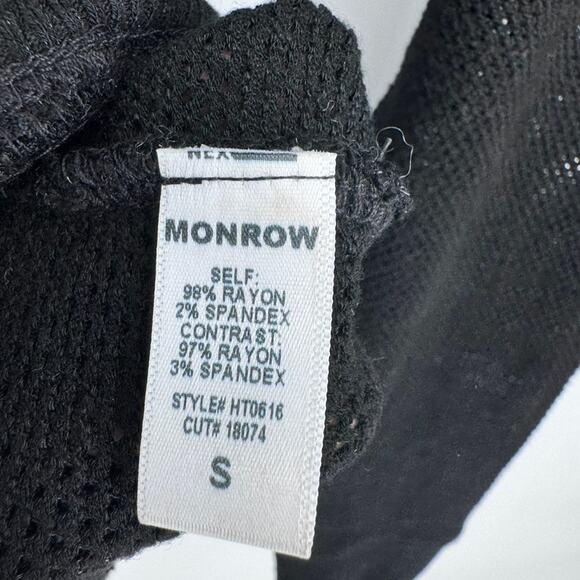 MONROW
SELF:
98% RAYON
2% SPANDEX
CONTRAST:
97% RAYON
3% SPANDEX
STYLE# HT0616
CUT# 18074
S